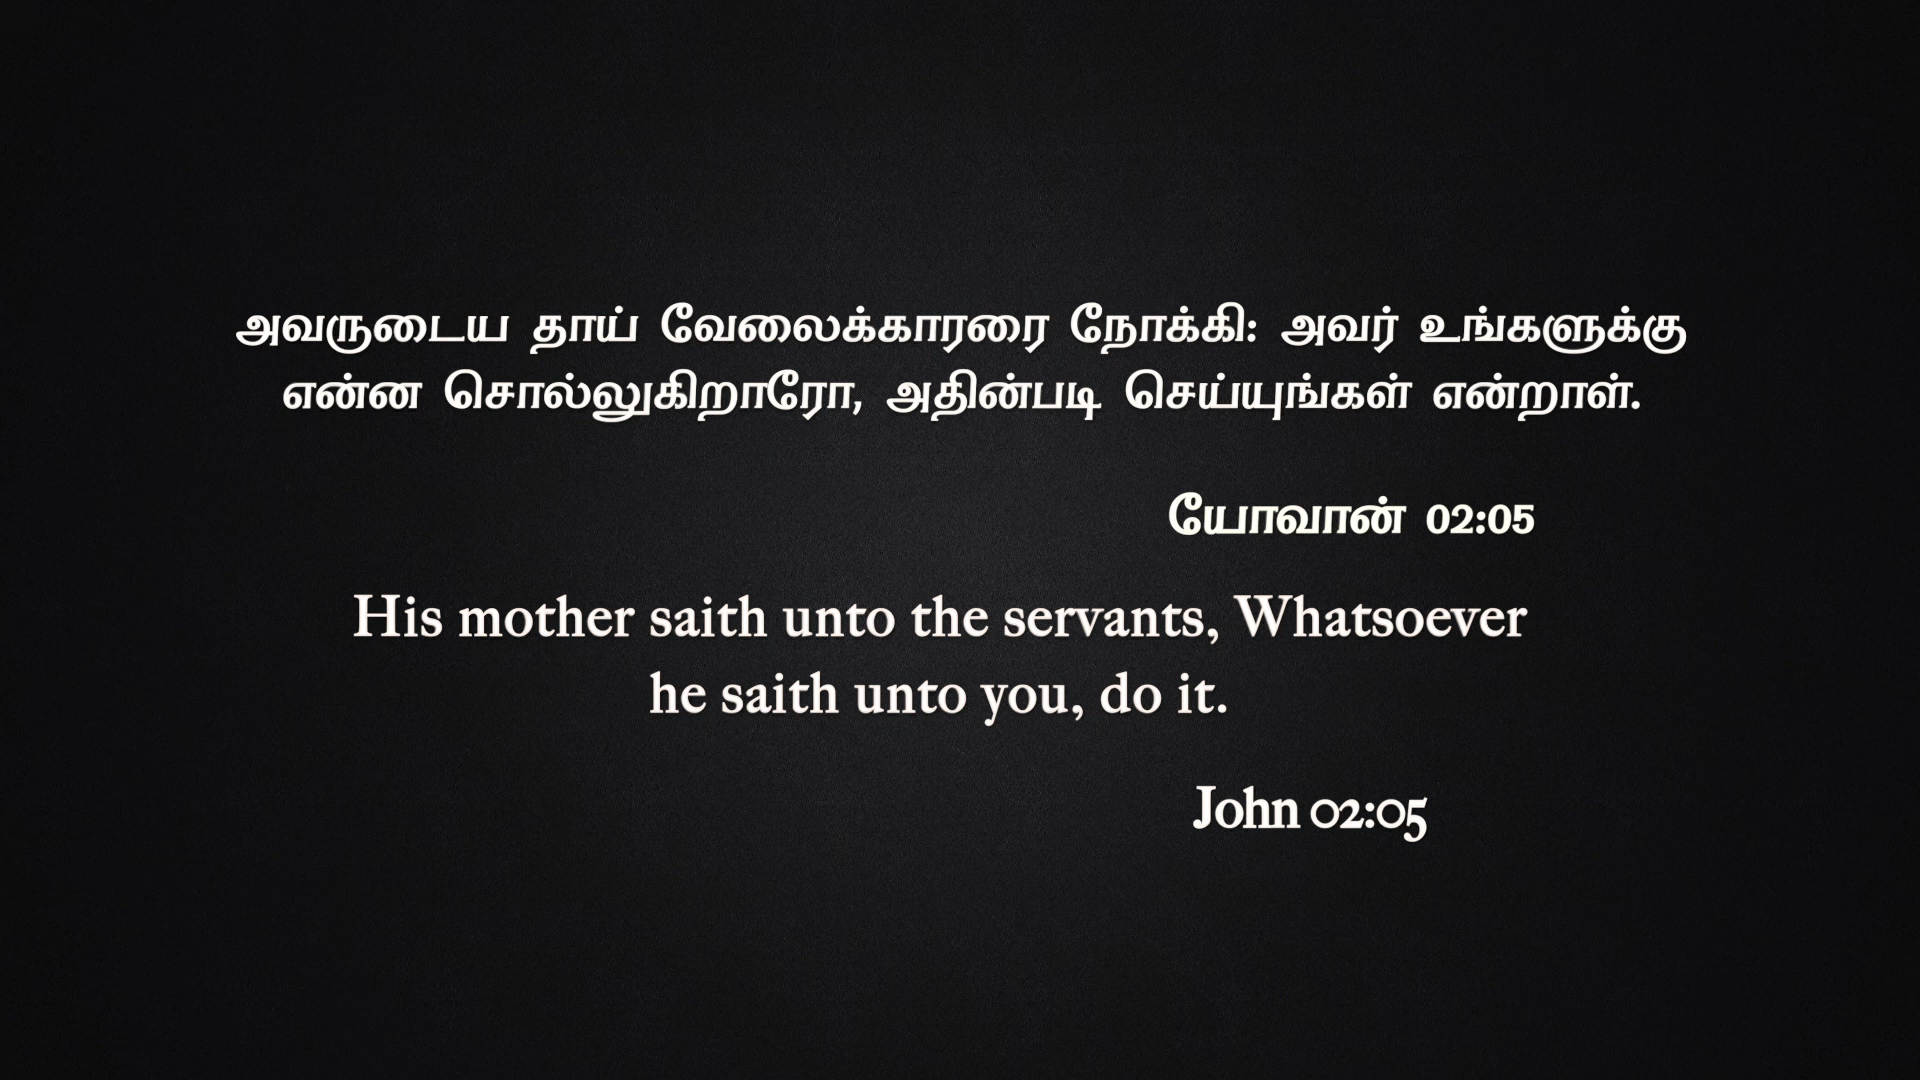 அவருடைய தாய் வேலைக்காரரை நோக்கி: அவர் உங்களுக்கு
என்ன சொல்லுகிறாரோ, அதின்படி செய்யுங்கள் என்றாள்.
யோவான் 02:05
His mother saith unto the servants, Whatsoever
he saith unto you, do it.
John 02:05